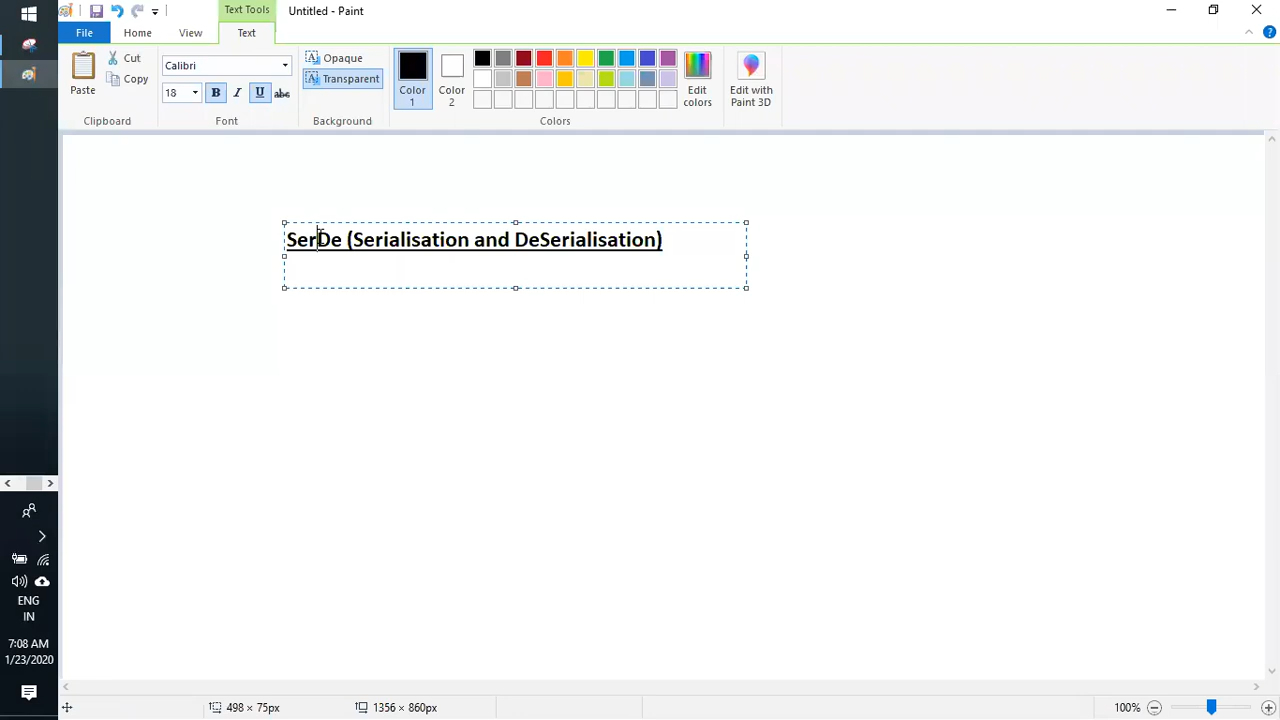 Text Tools
Untitled - Paint
File
Home
View
Text
Paste
Cut
Copy
Clipboard
Calibri
18
B
I
U
abc
Font
Opaque
Transparent
Background
Color 1
Color 2
Edit colors
Colors
Edit with Paint 3D
SerDe (Serialisation and DeSerialisation)
ENG
IN
7:08 AM
1/23/2020
498 × 75px
1356 × 860px
100%